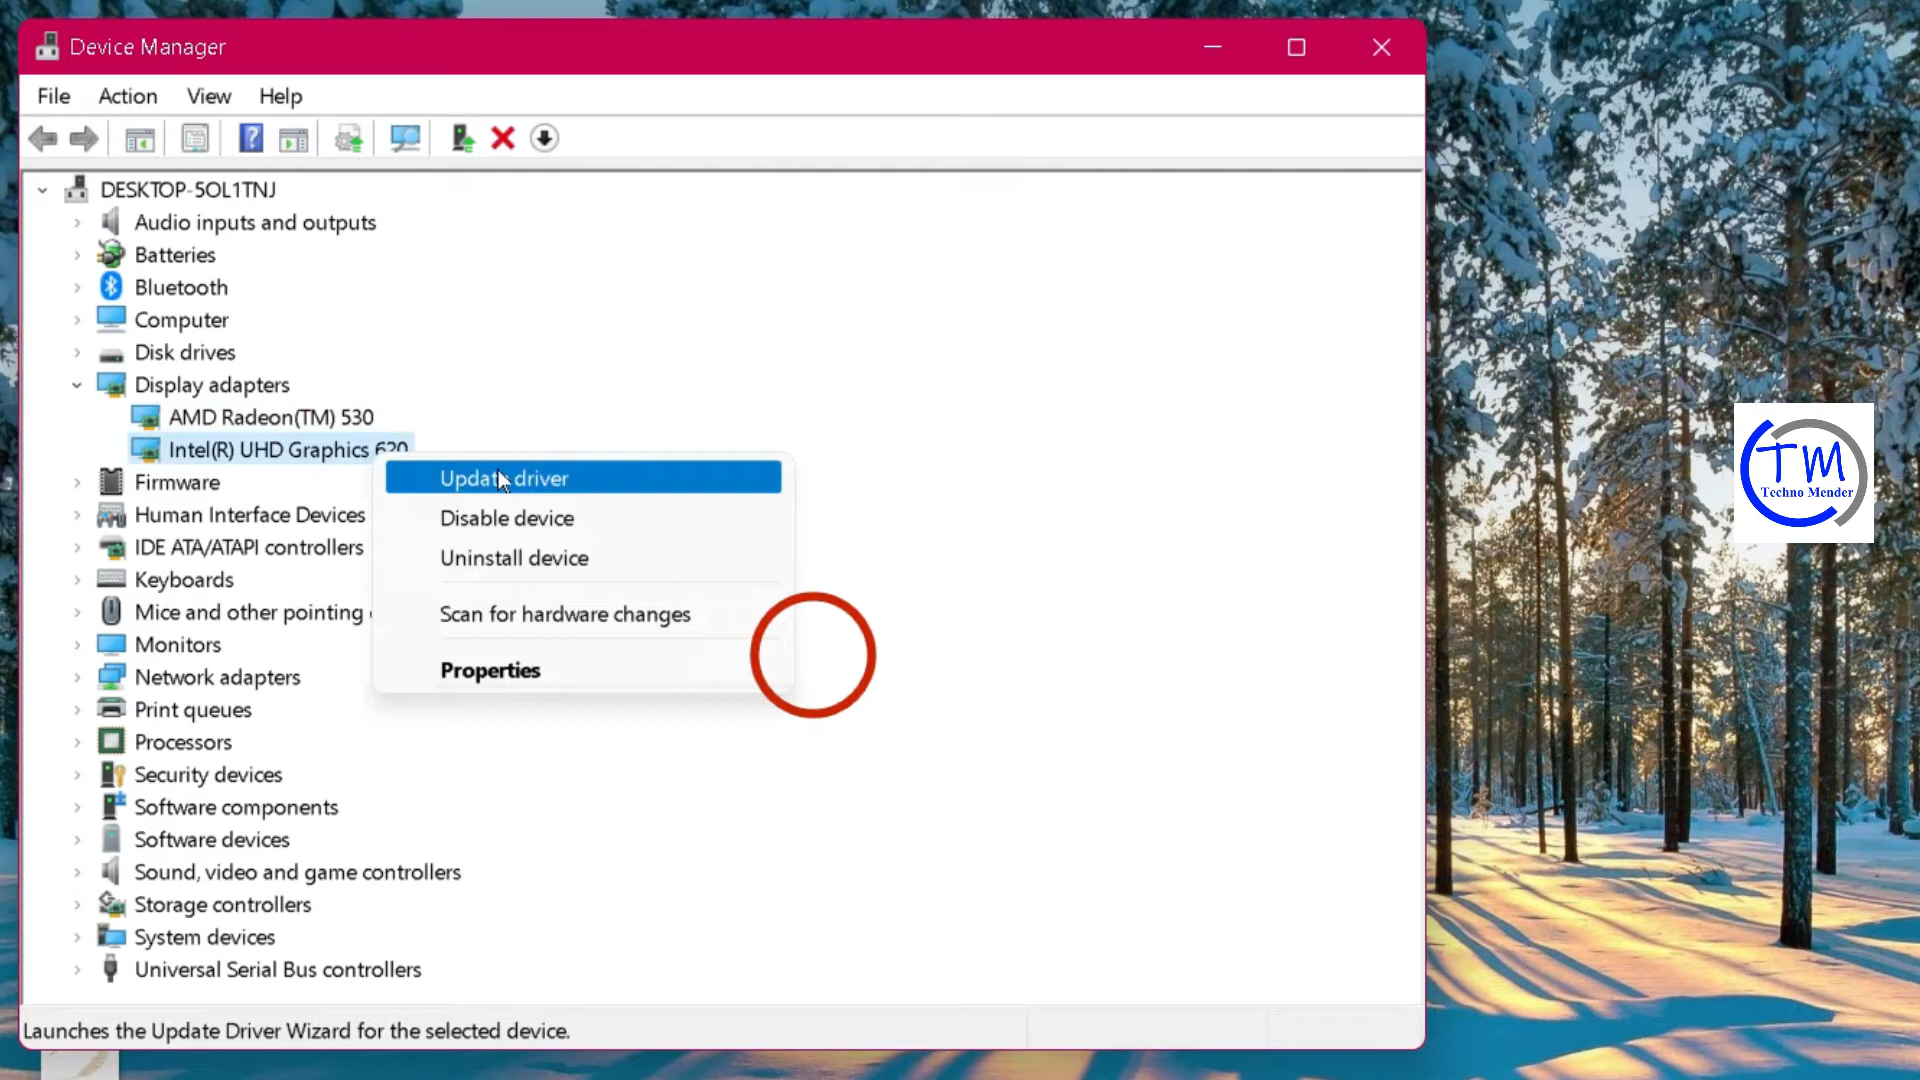 Device Manager
File Action View Help
DESKTOP-5OL1TNJ
Audio inputs and outputs
Batteries
Bluetooth
Computer
Disk drives
Display adapters
AMD Radeon(TM) 530
Intel(R) UHD Graphics 620
Firmware
Human Interface Devices
IDE ATA/ATAPI controllers
Keyboards
Mice and other pointing
Monitors
Network adapters
Print queues
Processors
Security devices
Software components
Software devices
Sound, video and game controllers
Storage controllers
System devices
Universal Serial Bus controllers
Update driver
Disable device
Uninstall device
Scan for hardware changes
Properties
Launches the Update Driver Wizard for the selected device.
TM
Techno Mender